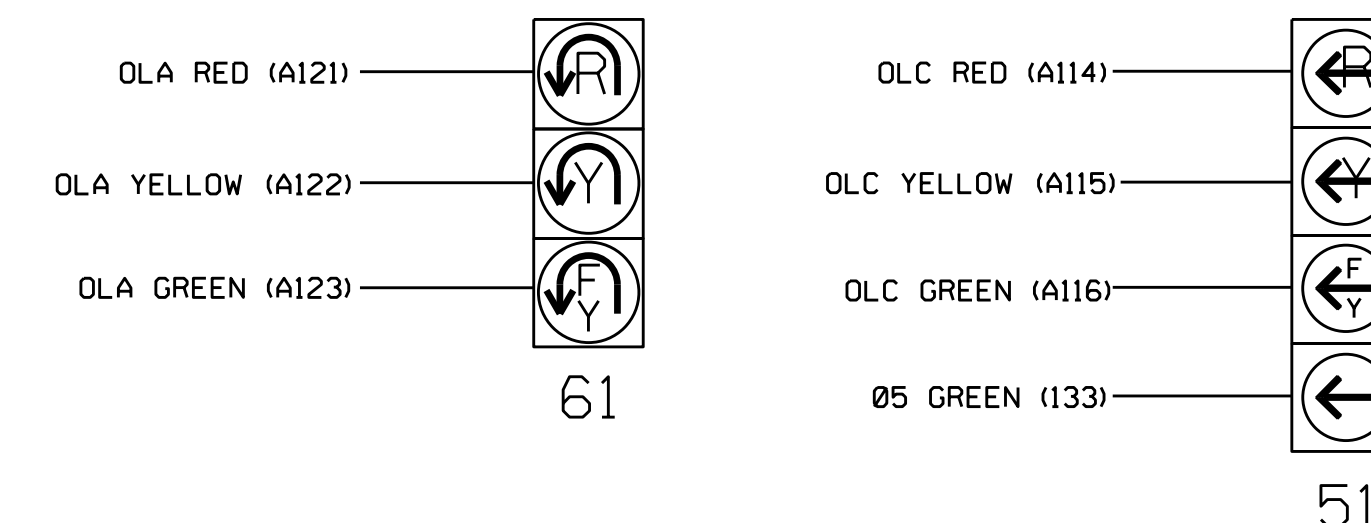 OLA RED (A121)
R
OLA YELLOW (A122)
Y
OLA GREEN (A123)
F
Y
61
OLC RED (A114)
R
OLC YELLOW (A115)
Y
OLC GREEN (A116)
F
Y
Ø5 GREEN (133)
51